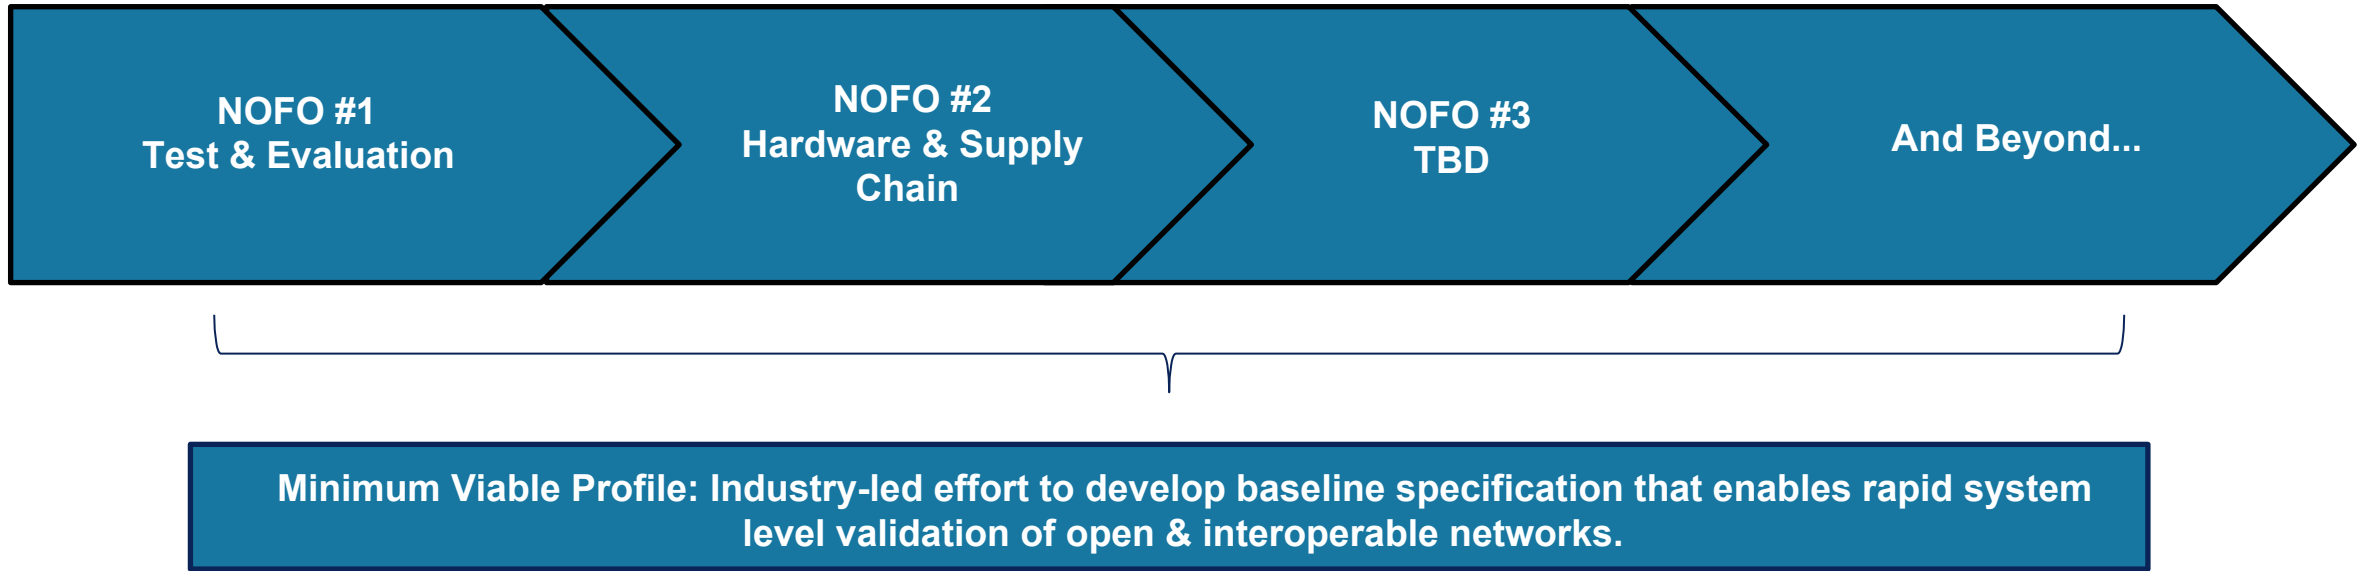 NOFO #1
Test & Evaluation
NOFO #2
Hardware & Supply
Chain
NOFO #3
TBD
And Beyond...
Minimum Viable Profile: Industry-led effort to develop baseline specification that enables rapid system
level validation of open & interoperable networks.